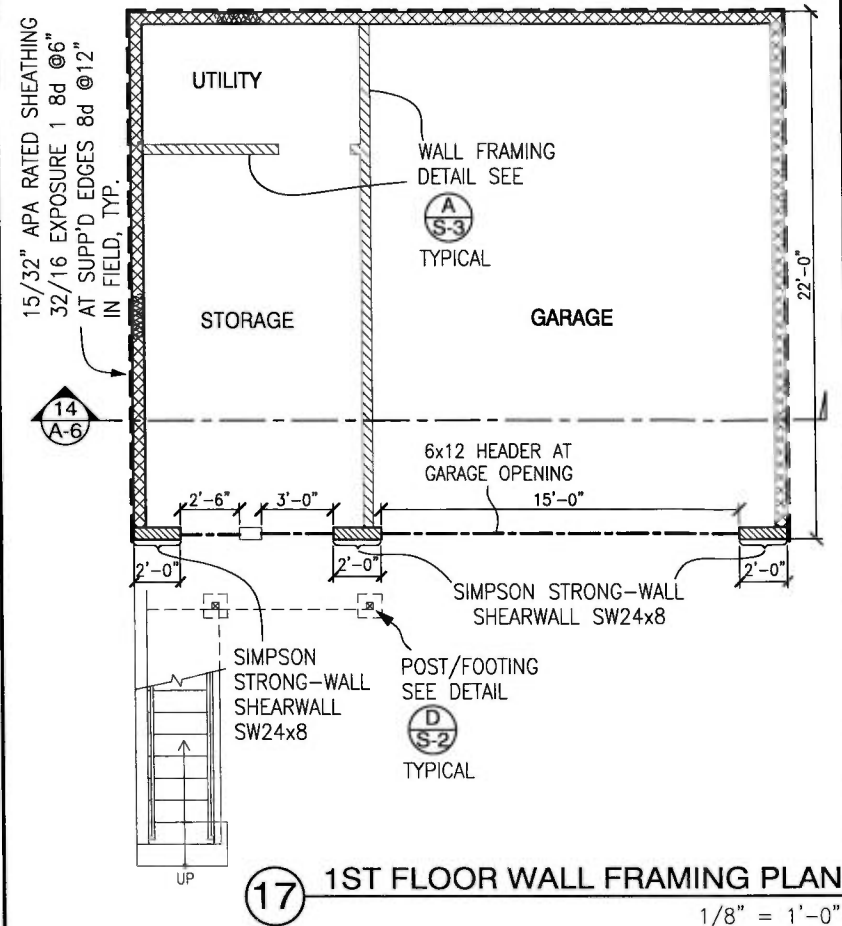 15/32" APA RATED SHEATHING
32/16 EXPOSURE 1 8d @6"
AT SUPP'D EDGES 8d @12"
IN FIELD, TYP.
UTILITY
WALL FRAMING
DETAIL SEE
A
S-3
TYPICAL
22'-0"
STORAGE
GARAGE
14
A-6
6x12 HEADER AT
GARAGE OPENING
2'-6"
3'-0"
15'-0"
2'-0"
2'-0"
2'-0"
SIMPSON STRONG-WALL
SHEARWALL SW24x8
SIMPSON
STRONG-WALL
SHEARWALL
SW24x8
POST/FOOTING
SEE DETAIL
D
S-2
TYPICAL
UP
17
1ST FLOOR WALL FRAMING PLAN
1/8" = 1'-0"